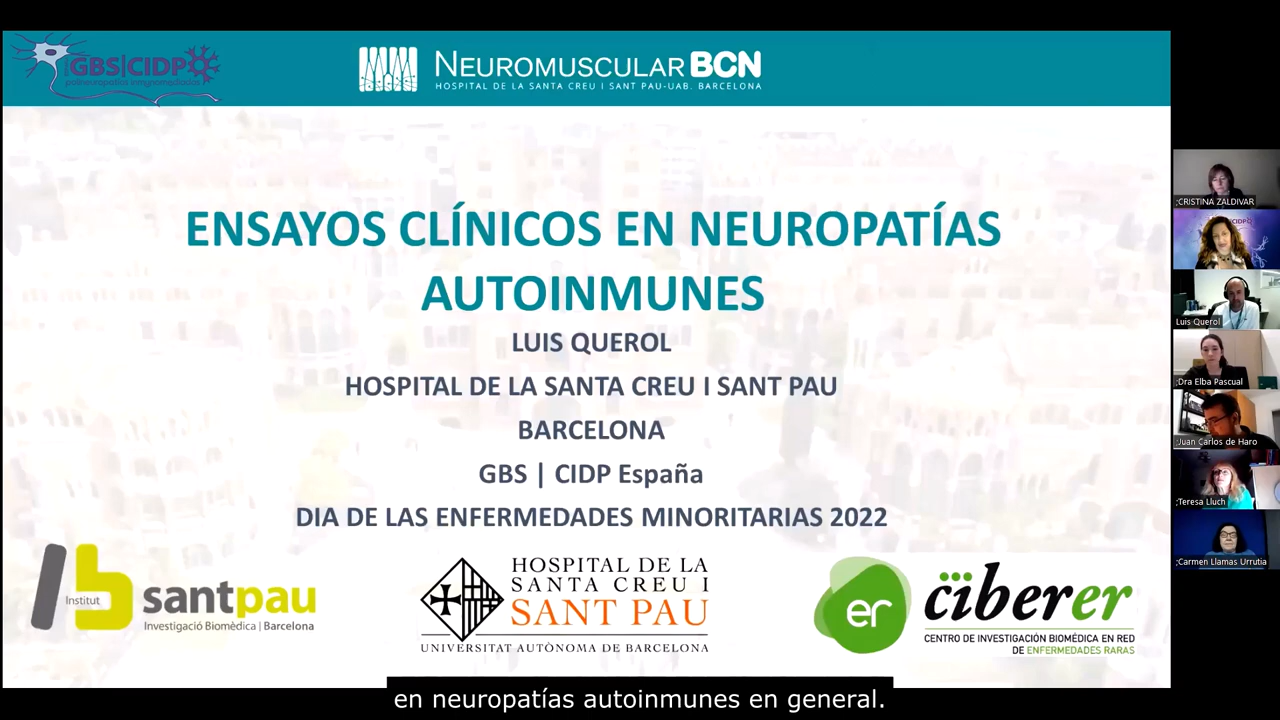 GBS|CIDP
polineuropatías inmunomediadas
NEUROMUSCULAR BCN
HOSPITAL DE LA SANTA CREU I SANT PAU-UAB. BARCELONA
ENSAYOS CLÍNICOS EN NEUROPATÍAS
AUTOINMUNES
LUIS QUEROL
HOSPITAL DE LA SANTA CREU I SANT PAU
BARCELONA
GBS | CIDP España
DIA DE LAS ENFERMEDADES MINORITARIAS 2022
Institut
santpau
Investigació Biomèdica | Barcelona
HOSPITAL DE LA
SANTA CREU I
SANT PAU
UNIVERSITAT AUTÒNOMA DE BARCELONA
er
ciberer
CENTRO DE INVESTIGACIÓN BIOMÉDICA EN RED
DE ENFERMEDADES RARAS
;CRISTINA ZALDIVAR
Luis Querol
;Dra Elba Pascual
;Juan Carlos de Haro
;Teresa Lluch
;Carmen Llamas Urrutia
en neuropatías autoinmunes en general.